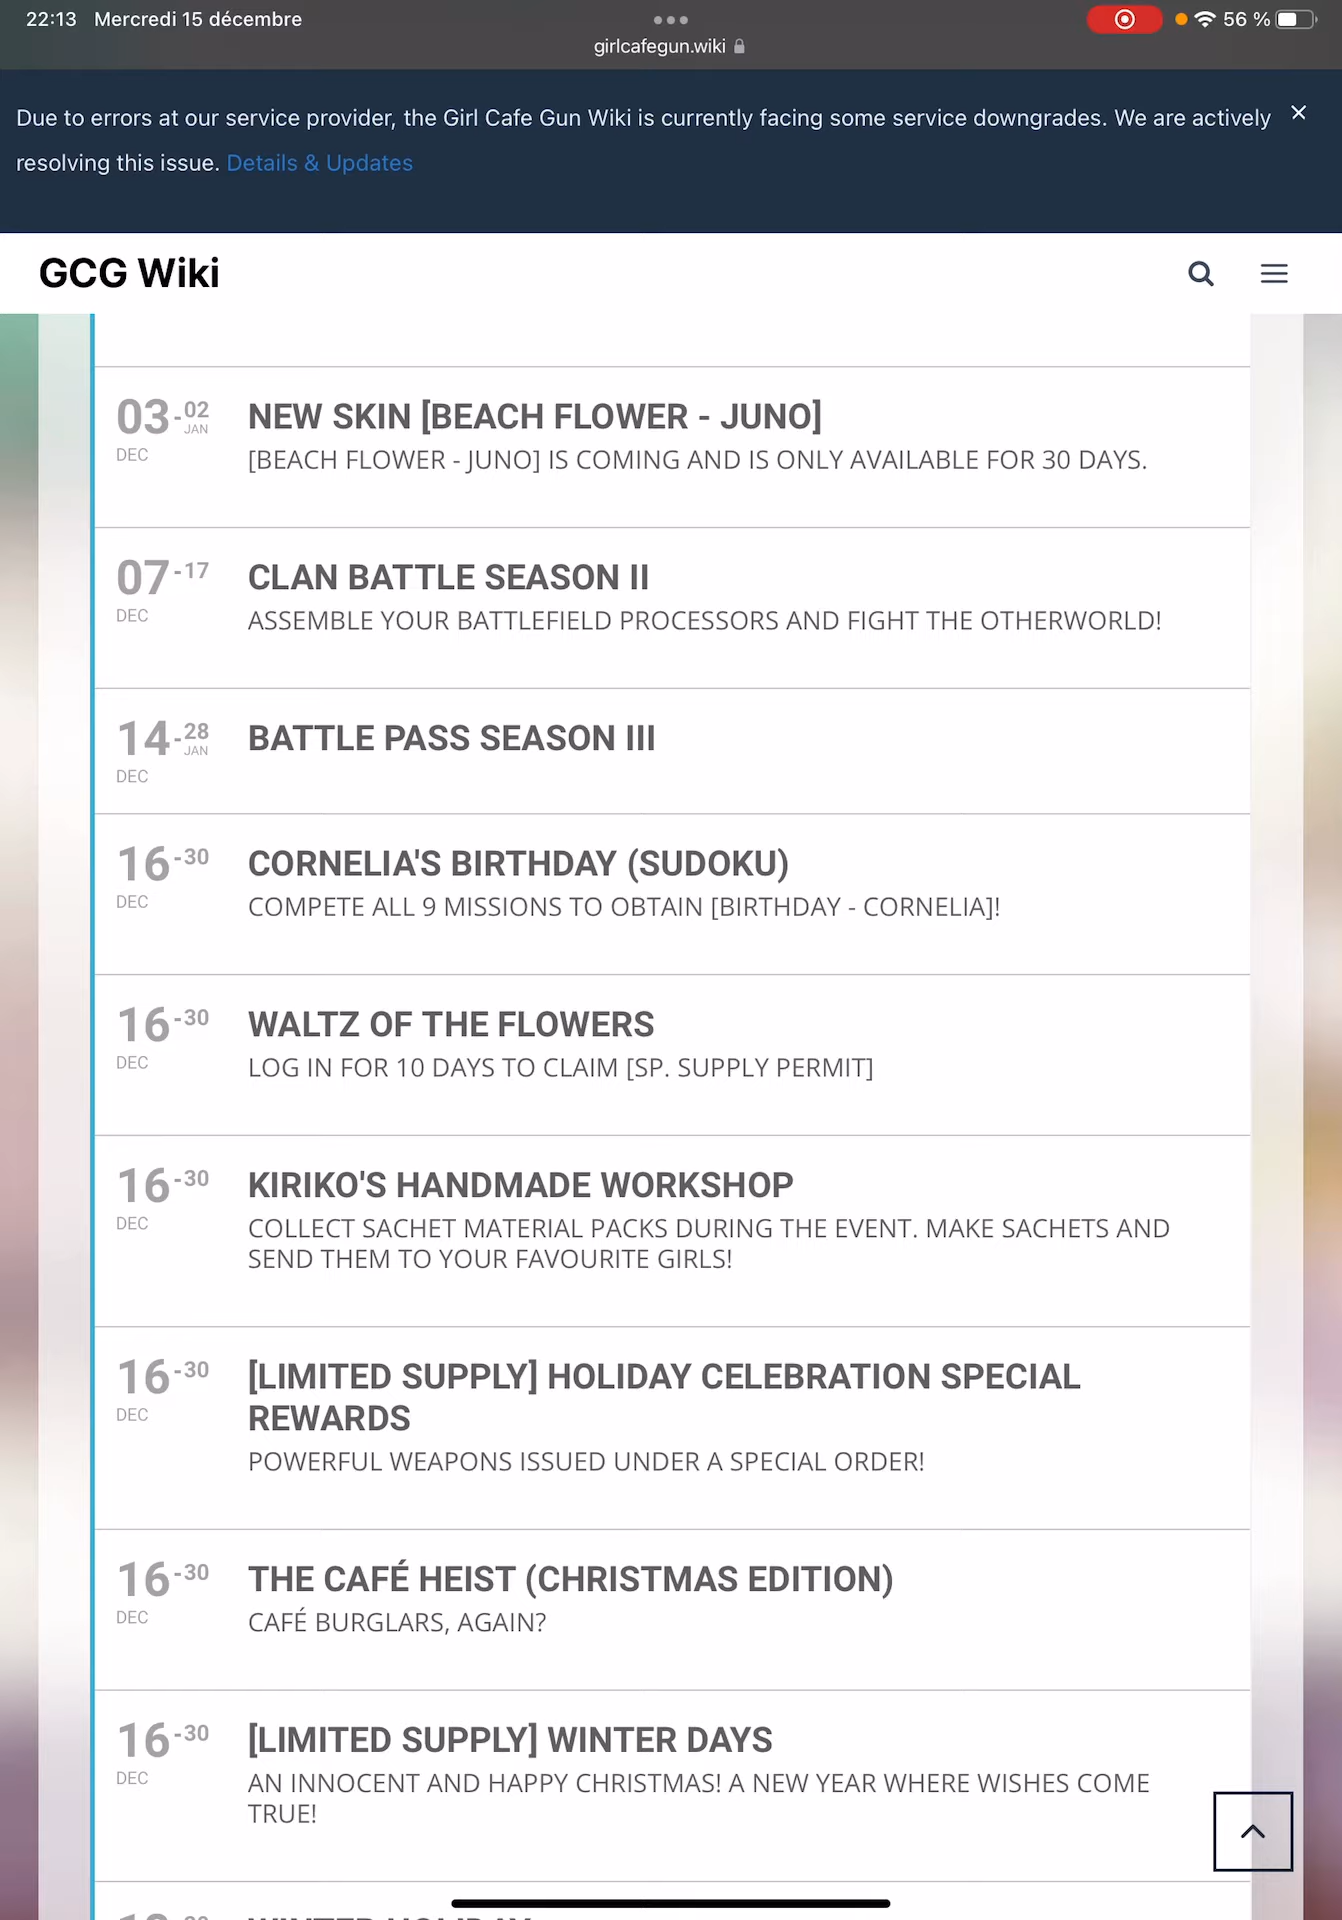 22:13 Mercredi 15 décembre
56 %
girlcafegun.wiki
Due to errors at our service provider, the Girl Cafe Gun Wiki is currently facing some service downgrades. We are actively
resolving this issue. Details & Updates
GCG Wiki
03 - 02 JAN
DEC
NEW SKIN [BEACH FLOWER - JUNO]
[BEACH FLOWER - JUNO] IS COMING AND IS ONLY AVAILABLE FOR 30 DAYS.
07 - 17
DEC
CLAN BATTLE SEASON II
ASSEMBLE YOUR BATTLEFIELD PROCESSORS AND FIGHT THE OTHERWORLD!
14 - 28 JAN
DEC
BATTLE PASS SEASON III
16 - 30
DEC
CORNELIA'S BIRTHDAY (SUDOKU)
COMPETE ALL 9 MISSIONS TO OBTAIN [BIRTHDAY - CORNELIA]!
16 - 30
DEC
WALTZ OF THE FLOWERS
LOG IN FOR 10 DAYS TO CLAIM [SP. SUPPLY PERMIT]
16 - 30
DEC
KIRIKO'S HANDMADE WORKSHOP
COLLECT SACHET MATERIAL PACKS DURING THE EVENT. MAKE SACHETS AND
SEND THEM TO YOUR FAVOURITE GIRLS!
16 - 30
DEC
[LIMITED SUPPLY] HOLIDAY CELEBRATION SPECIAL
REWARDS
POWERFUL WEAPONS ISSUED UNDER A SPECIAL ORDER!
16 - 30
DEC
THE CAFÉ HEIST (CHRISTMAS EDITION)
CAFÉ BURGLARS, AGAIN?
16 - 30
DEC
[LIMITED SUPPLY] WINTER DAYS
AN INNOCENT AND HAPPY CHRISTMAS! A NEW YEAR WHERE WISHES COME
TRUE!
WINTER HOLIDAY